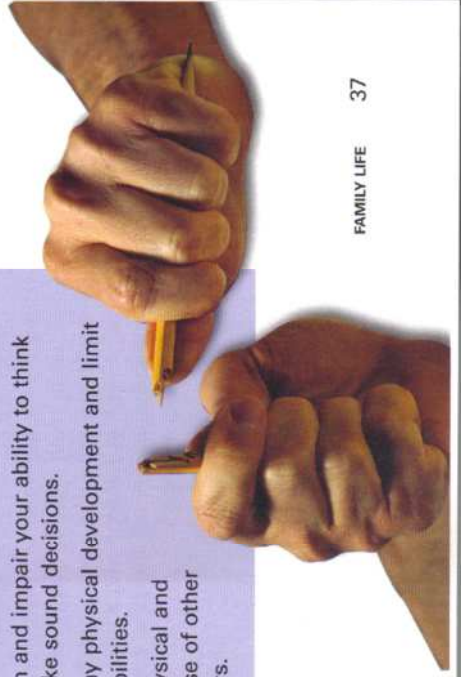 n and impair your ability to think
ke sound decisions.
ny physical development and limit
bilities.
ysical and
se of other
s.
FAMILY LIFE 37